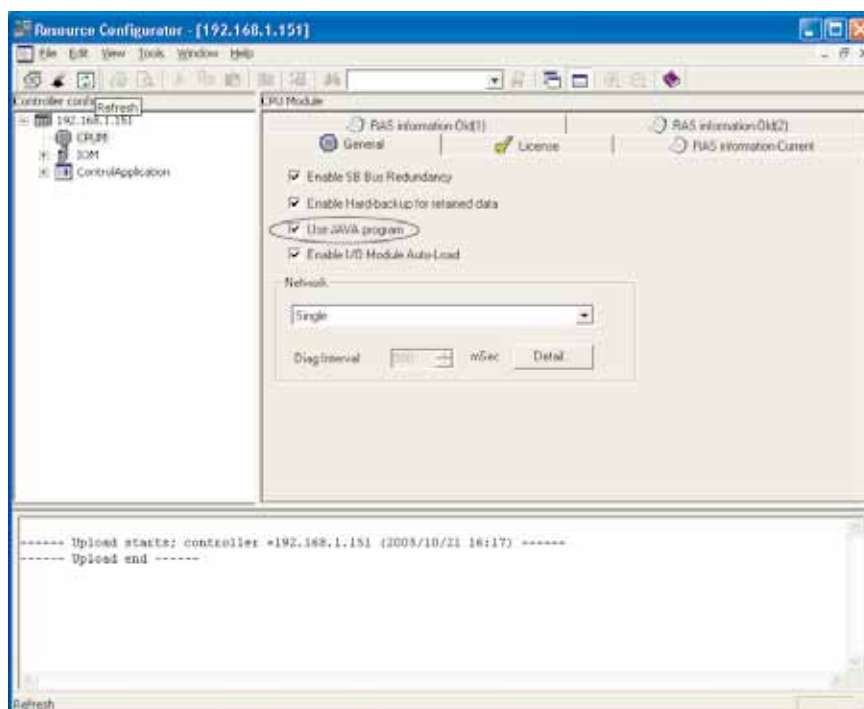 Resource Configurator - [192.168.1.151]
File Edit View Tools Window Help
Controller confi
Refresh
CPU Module
192.168.1.151
CPUM
IOM
ControlApplication
RAS information-Old(1)
RAS information-Old(2)
General
License
RAS information-Current
Enable SB Bus Redundancy
Enable Hard-backup for retained data
Use JAVA program
Enable I/O Module Auto-Load
Network
Single
Diag Interval
mSec
Detail
------ Upload starts; controller =192.168.1.151 (2005/10/21 16:17) ------
------ Upload end ------
Refresh